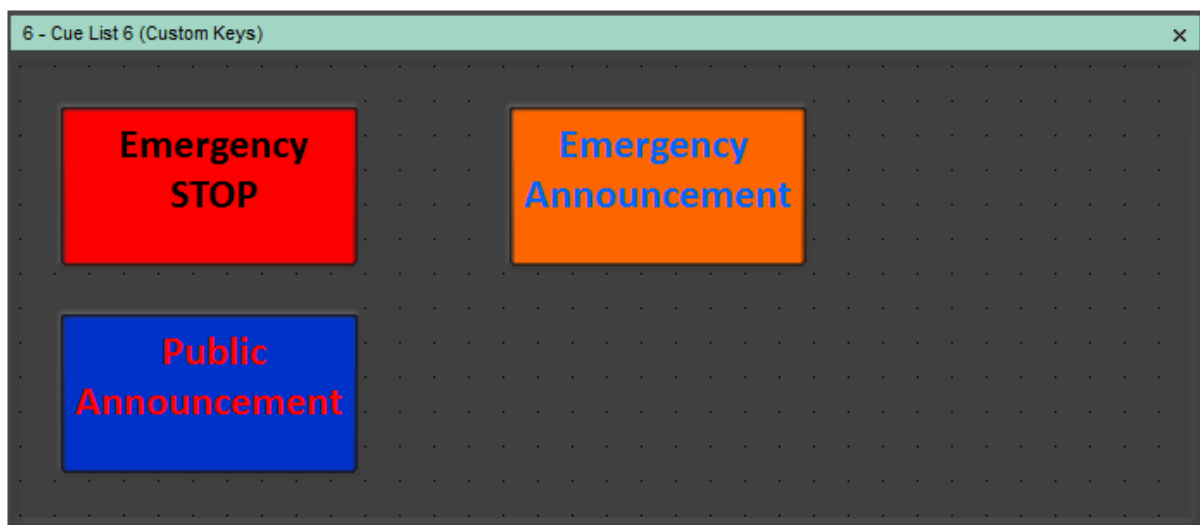 6 - Cue List 6 (Custom Keys)
Emergency
STOP
Emergency
Announcement
Public
Announcement